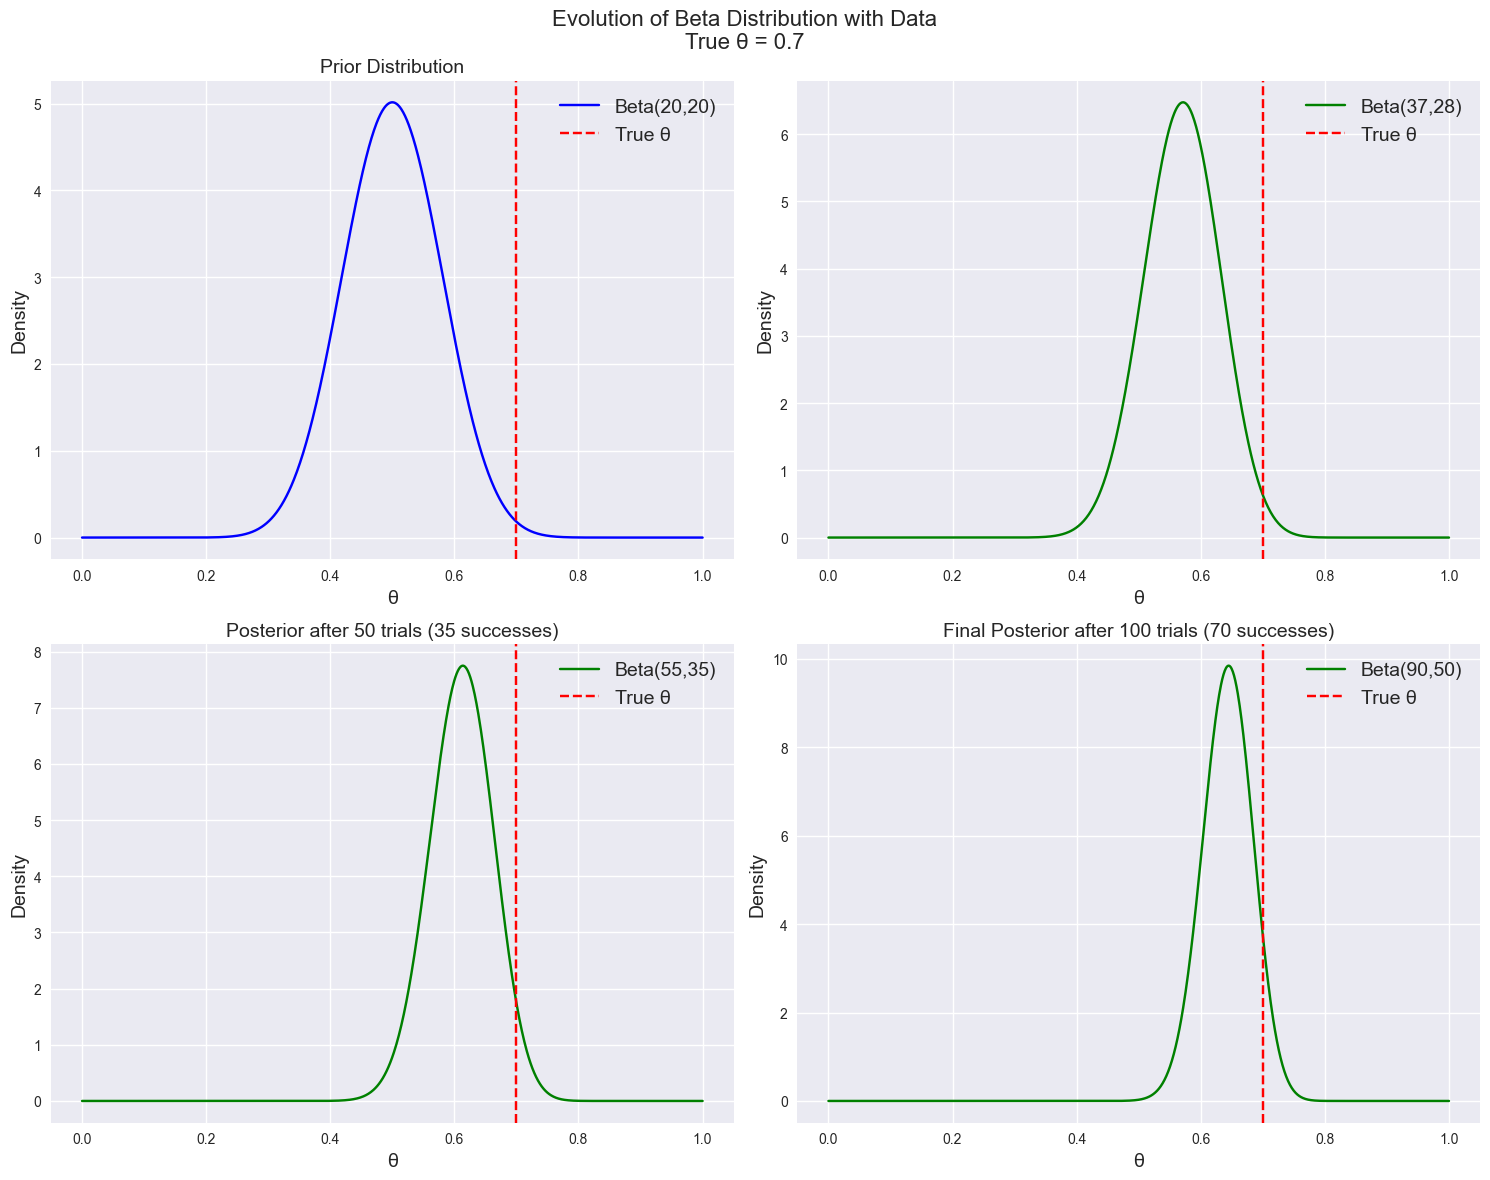 Evolution of Beta Distribution with Data
True θ = 0.7
Prior Distribution
Beta(20,20)
True θ
Density
5
4
3
2
1
0
0.0 0.2 0.4 0.6 0.8 1.0
θ
Beta(37,28)
True θ
Density
6
5
4
3
2
1
0
0.0 0.2 0.4 0.6 0.8 1.0
θ
Posterior after 50 trials (35 successes)
Beta(55,35)
True θ
Density
8
7
6
5
4
3
2
1
0
0.0 0.2 0.4 0.6 0.8 1.0
θ
Final Posterior after 100 trials (70 successes)
Beta(90,50)
True θ
Density
10
8
6
4
2
0
0.0 0.2 0.4 0.6 0.8 1.0
θ